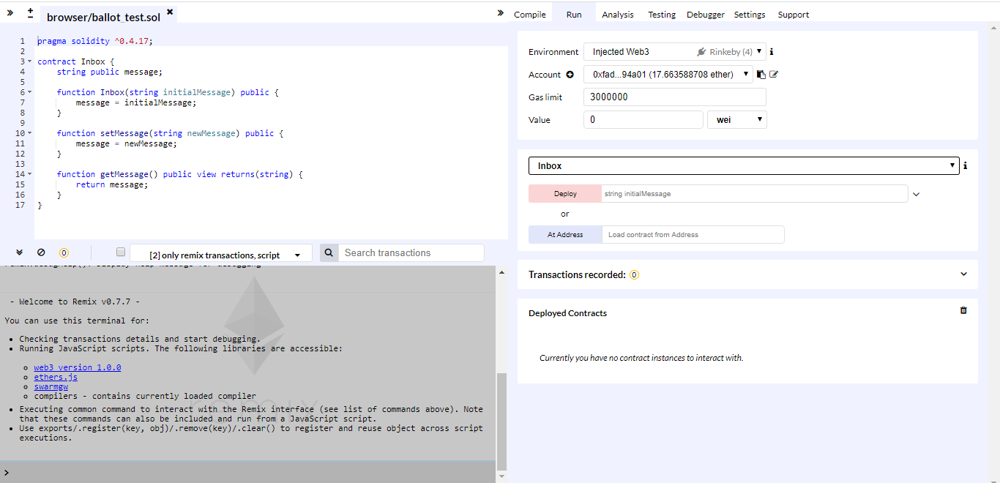 browser/ballot_test.sol
1 pragma solidity ^0.4.17;
2
3 contract Inbox {
4 string public message;
5
6 function Inbox(string initialMessage) public {
7 message = initialMessage;
8 }
9
10 function setMessage(string newMessage) public {
11 message = newMessage;
12 }
13
14 function getMessage() public view returns(string) {
15 return message;
16 }
17 }
0
[2] only remix transactions, script
Search transactions
- Welcome to Remix v0.7.7 -
You can use this terminal for:
• Checking transactions details and start debugging.
• Running JavaScript scripts. The following libraries are accessible:
web3 version 1.0.0
ethers.js
swarmgw
compilers - contains currently loaded compiler
• Executing common command to interact with the Remix interface (see list of commands above). Note
that these commands can also be included and run from a JavaScript script.
• Use exports/.register(key, obj)/.remove(key)/.clear() to register and reuse object across script
executions.
>
Compile Run Analysis Testing Debugger Settings Support
Environment Injected Web3 Rinkeby (4)
Account 0xfad...94a01 (17.663588708 ether)
Gas limit 3000000
Value 0 wei
Inbox
Deploy string initialMessage
or
At Address Load contract from Address
Transactions recorded: 0
Deployed Contracts
Currently you have no contract instances to interact with.